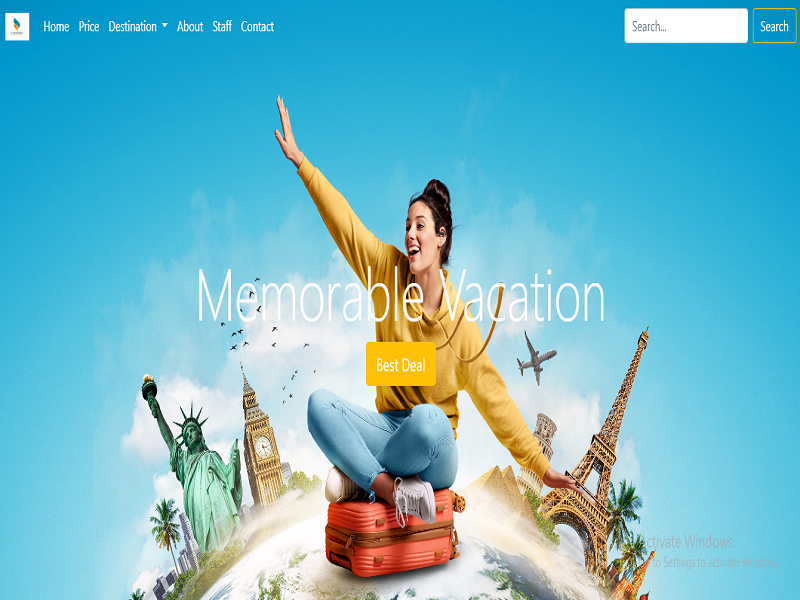 Home Price Destination About Staff Contact
Search...
Search
Memorable Vacation
Best Deal
Activate Windows
to Settings to activate Windows.